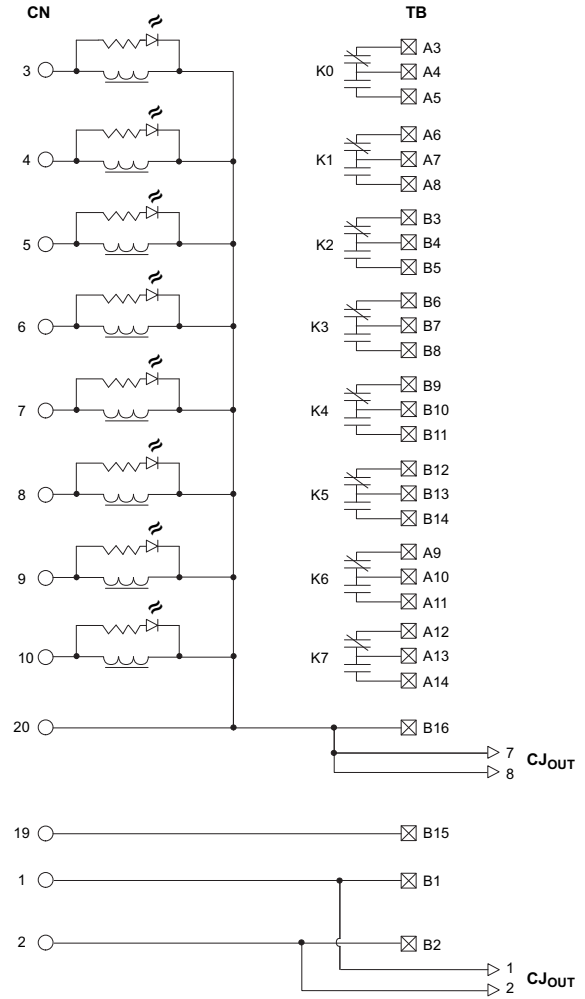 CN TB
3 K0 A3
A4
A5
4 K1 A6
A7
A8
5 K2 B3
B4
B5
6 K3 B6
B7
B8
7 K4 B9
B10
B11
8 K5 B12
B13
B14
9 K6 A9
A10
A11
10 K7 A12
A13
A14
20 B16
7 CJOUT
8
19 B15
1 B1
2 B2
1 CJOUT
2